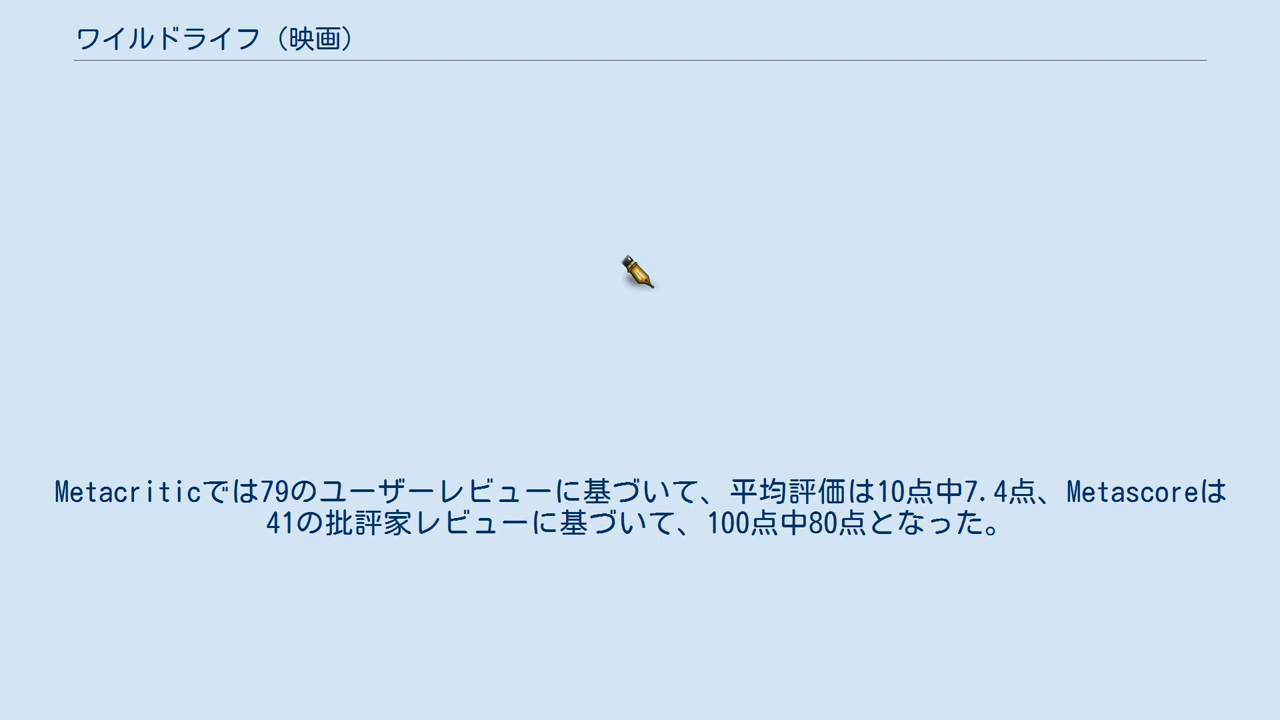 ワイルドライフ（映画）
Metacriticでは79のユーザーレビューに基づいて、平均評価は10点中7.4点、Metascoreは
41の批評家レビューに基づいて、100点中80点となった。